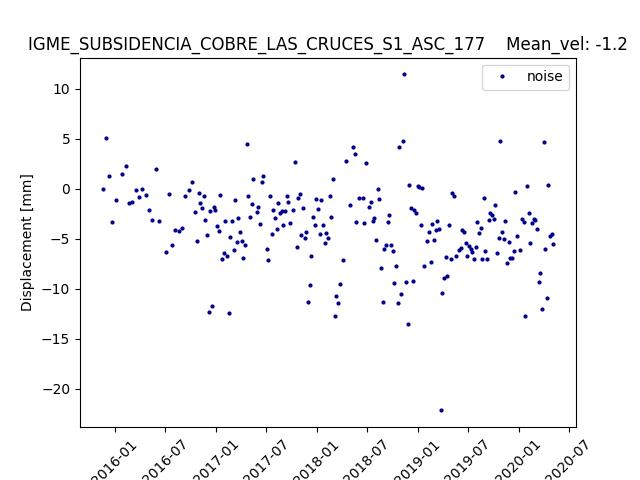 IGME_SUBSIDENCIA_COBRE_LAS_CRUCES_S1_ASC_177 Mean_vel: -1.2
noise
10
5
0
−5
−10
−15
−20
Displacement [mm]
2016-01 2016-07 2017-01 2017-07 2018-01 2018-07 2019-01 2019-07 2020-01 2020-07